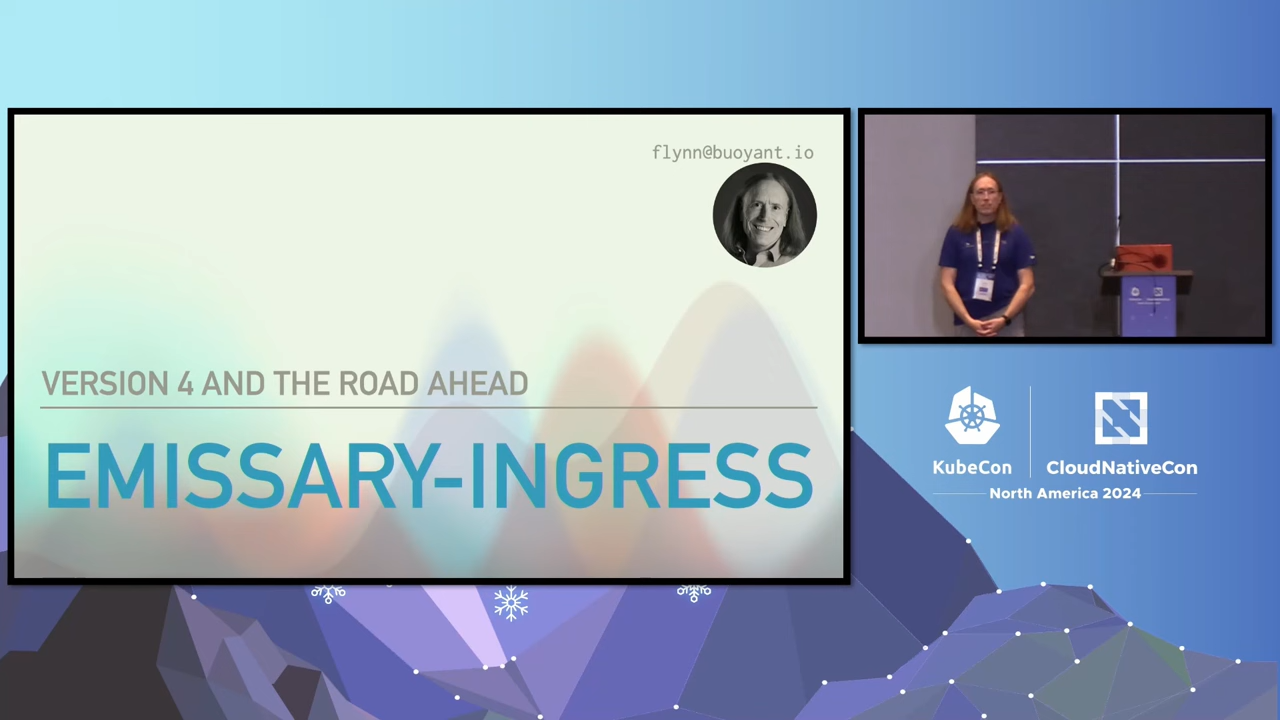 flynn@buoyant.io
VERSION 4 AND THE ROAD AHEAD
EMISSARY-INGRESS
KubeCon
CloudNativeCon
North America 2024